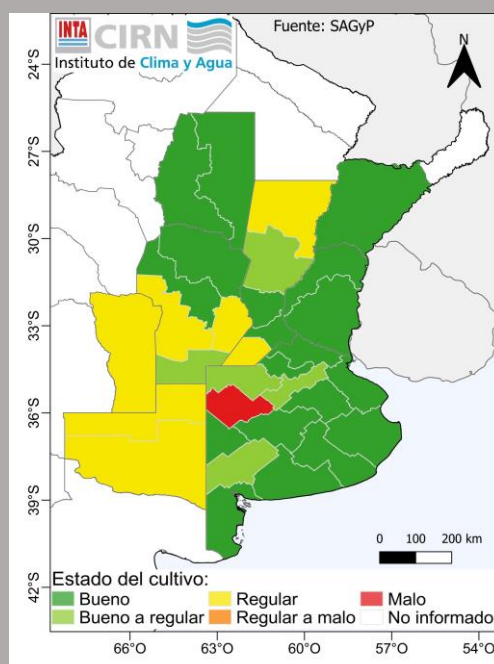 INTA CIRN
Instituto de Clima y Agua
Fuente: SAGyP
N
24°S
27°S
30°S
33°S
36°S
39°S
42°S
0 100 200 km
Estado del cultivo:
Bueno Regular Malo
Bueno a regular Regular a malo No informado
66°O 63°O 60°O 57°O 54°O